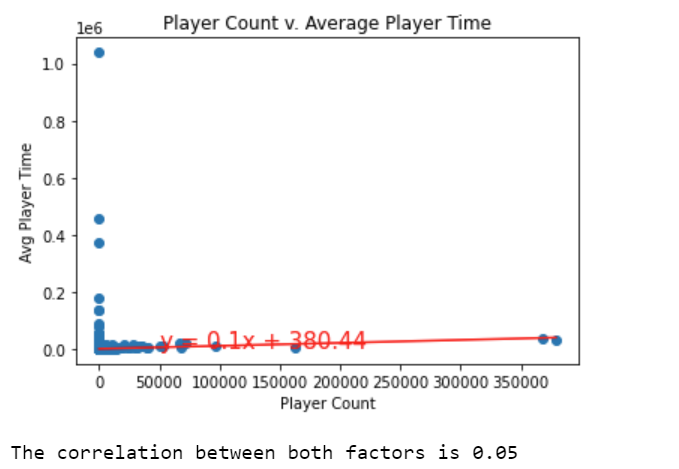 Player Count v. Average Player Time
1e6
1.0
0.8
0.6
0.4
0.2
0.0
Avg Player Time
y = 0.1x + 380.44
0 50000 100000 150000 200000 250000 300000 350000
Player Count
The correlation between both factors is 0.05